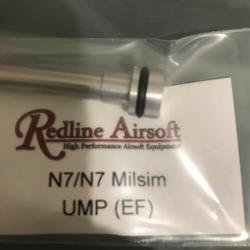 Redline Airsoft
High Performance Airsoft Equipment
N7/N7 Milsim
UMP (EF)